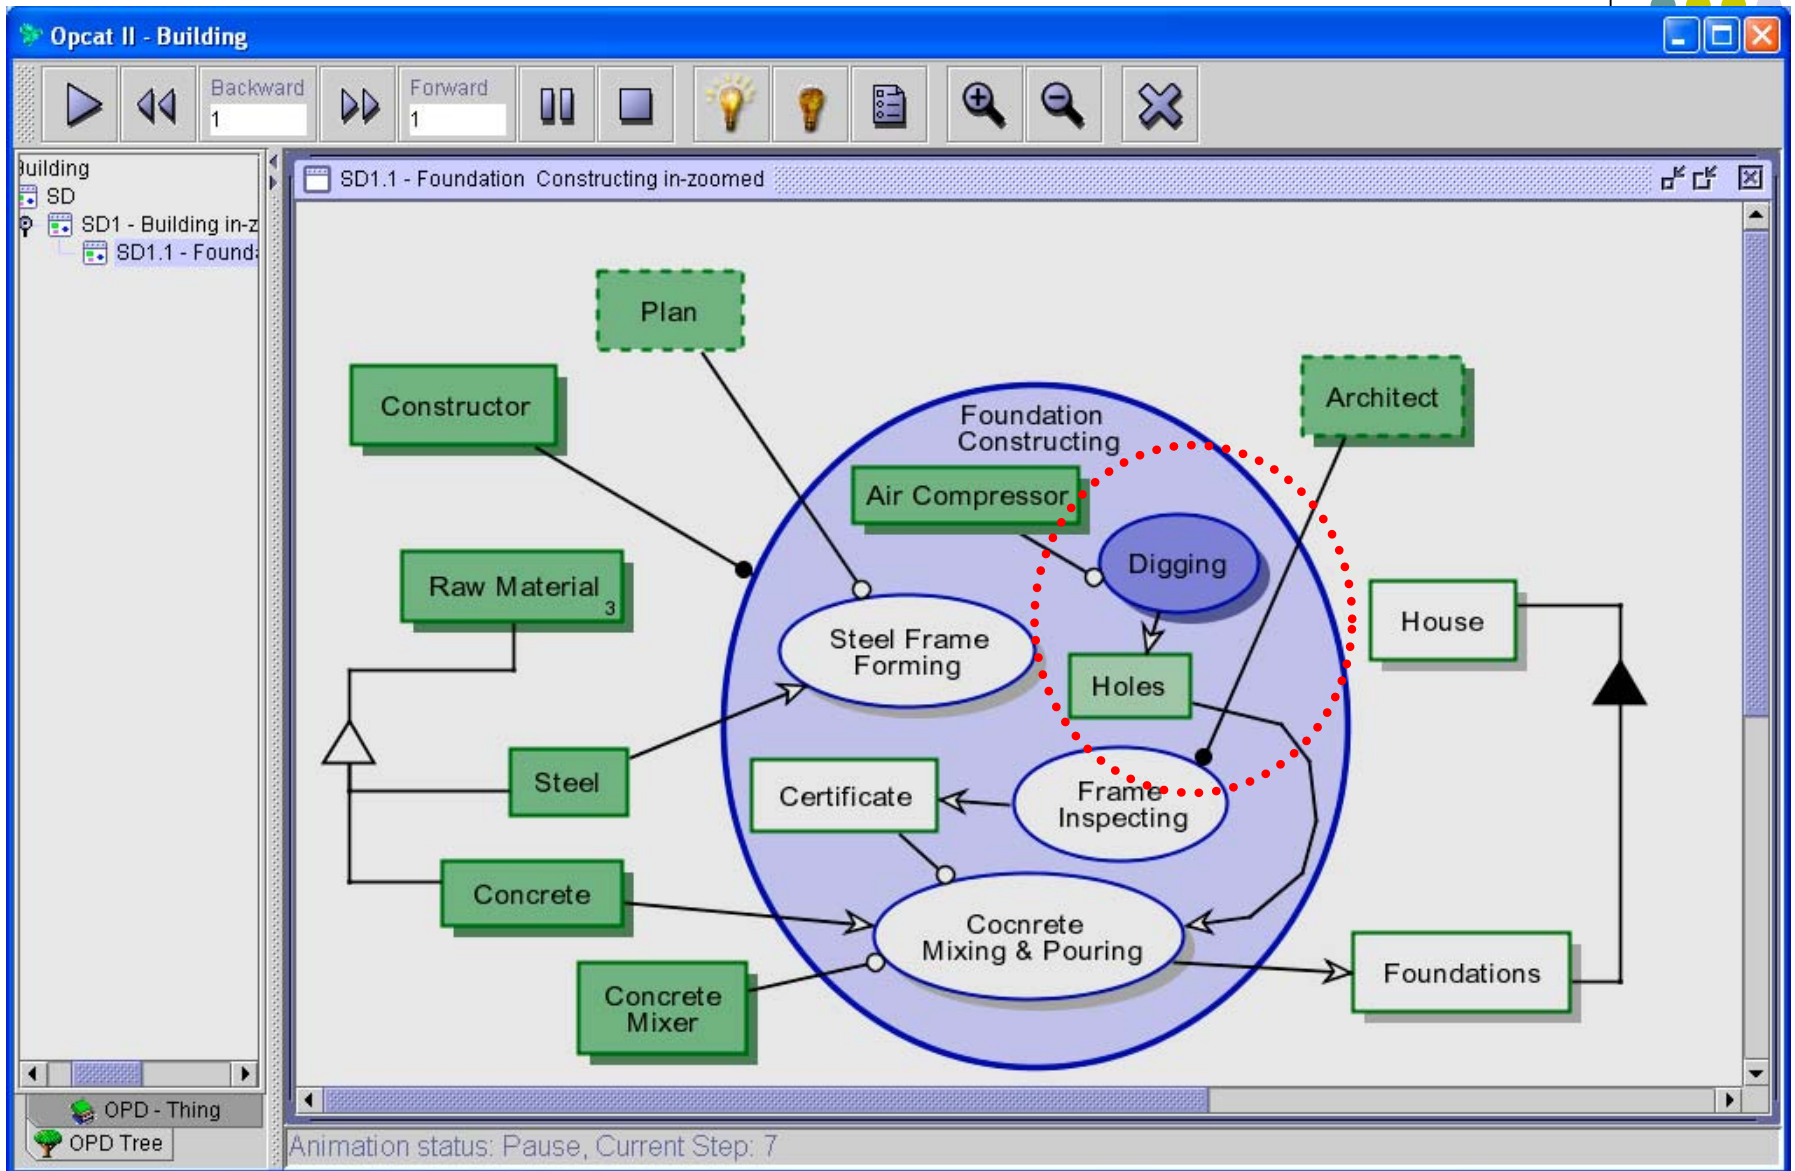 Opcat II - Building
Backward
1
Forward
1
uilding
SD
SD1 - Building in-z
SD1.1 - Found
SD1.1 - Foundation Constructing in-zoomed
Plan
Constructor
Architect
Foundation
Constructing
Air Compressor
Digging
Raw Material
3
Steel Frame
Forming
House
Holes
Steel
Certificate
Frame
Inspecting
Concrete
Cocnrete
Mixing & Pouring
Foundations
Concrete
Mixer
OPD - Thing
OPD Tree
Animation status: Pause, Current Step: 7